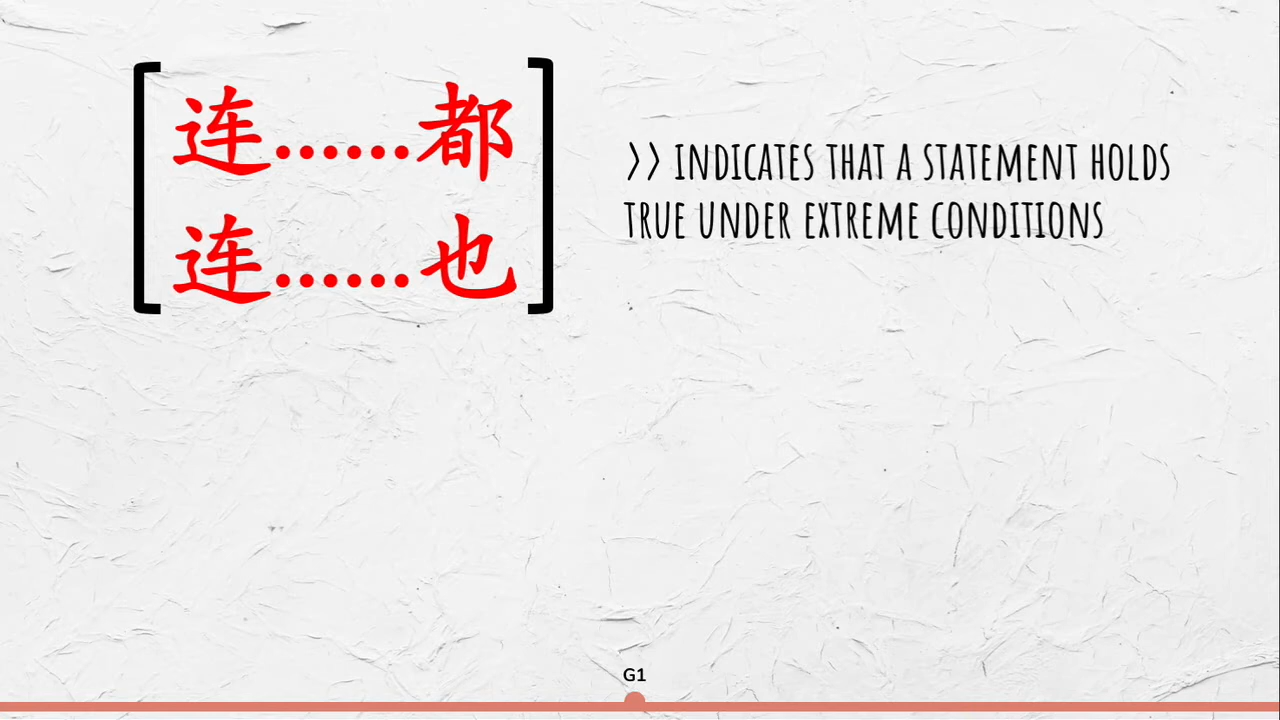 连……都
连……也
>> INDICATES THAT A STATEMENT HOLDS
TRUE UNDER EXTREME CONDITIONS
G1